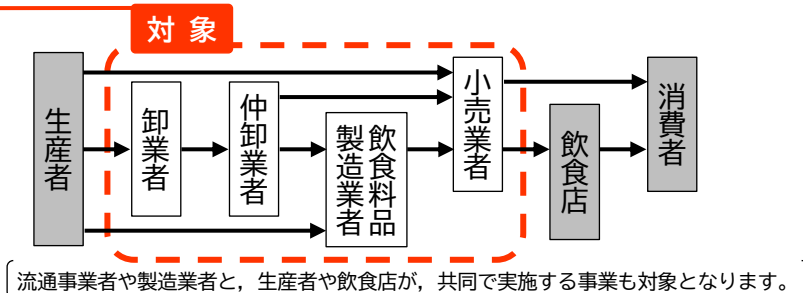 対象
生産者
卸業者
仲卸業者
飲食料品
製造業者
小売業者
飲食店
消費者
流通事業者や製造業者と，生産者や飲食店が，共同で実施する事業も対象となります。